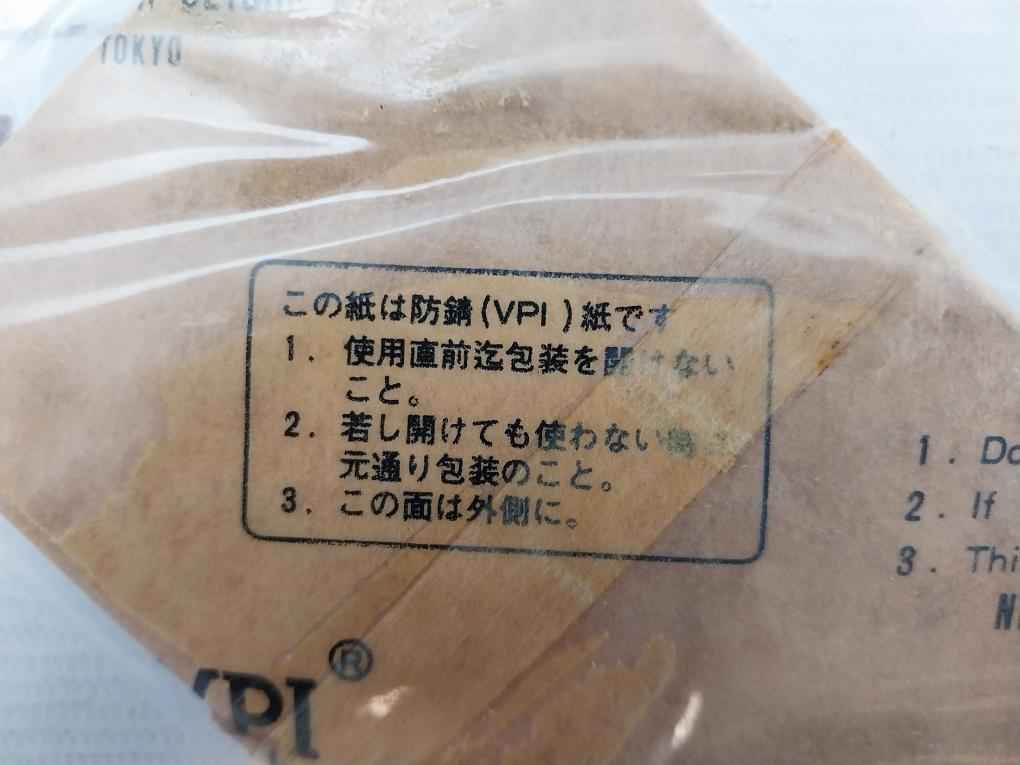 TOKYO
この紙は防錆(VPI)紙です
1. 使用直前迄包装を開けない
こと。
2. 若し開けても使わない時は
元通り包装のこと。
3. この面は外側に。
1. Do
2. If
3. Thi
VPI®